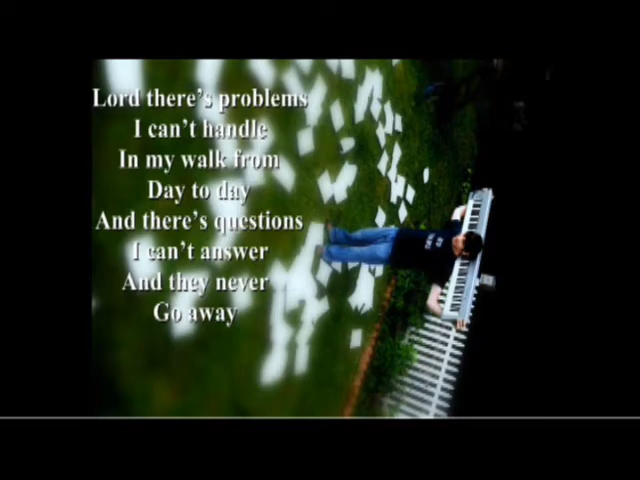 Lord there's problems
I can't handle
In my walk from
Day to day
And there's questions
I can't answer
And they never
Go away